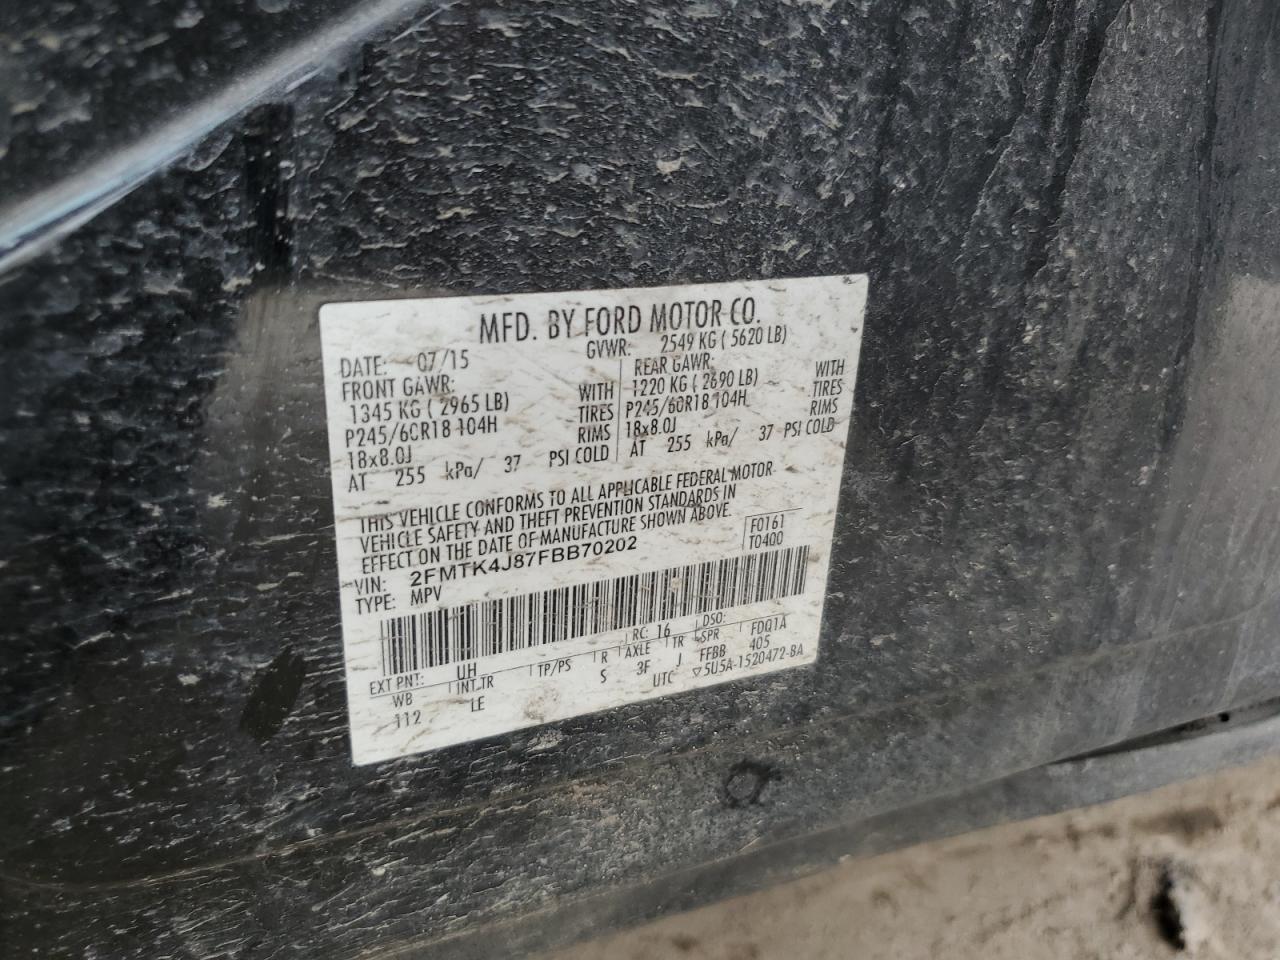 MFD. BY FORD MOTOR CO.
DATE: 07/15 GVWR: 2549 KG ( 5620 LB)
FRONT GAWR: REAR GAWR:
1345 KG ( 2965 LB) WITH 1220 KG ( 2690 LB) WITH
P245/60R18 104H TIRES P245/60R18 104H TIRES
18x8.0J RIMS 18x8.0J RIMS
AT 255 kPa/ 37 PSI COLD AT 255 kPa/ 37 PSI COLD
THIS VEHICLE CONFORMS TO ALL APPLICABLE FEDERAL MOTOR
VEHICLE SAFETY AND THEFT PREVENTION STANDARDS IN
EFFECT ON THE DATE OF MANUFACTURE SHOWN ABOVE.
VIN: 2FMTK4J87FBB70202 F0161
TYPE: MPV T0400
EXT PNT: UH RC: 16 DSO: FDQ1A
WB INT TR TP/PS R AXLE TR SPR 405
112 LE S 3F J FFBB
UTC ▽5U5A-1520472-BA